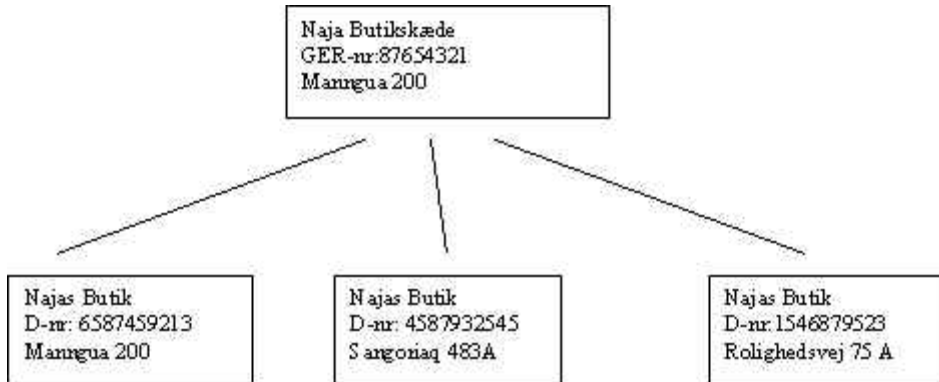 Naja Butikskæde
GER-nr:87654321
Manngua 200
Najas Butik
D-nr: 6587459213
Manngua 200
Najas Butik
D-nr: 4587932545
Sangoriaq 483A
Najas Butik
D-nr:1546879523
Rolighedsvej 75 A